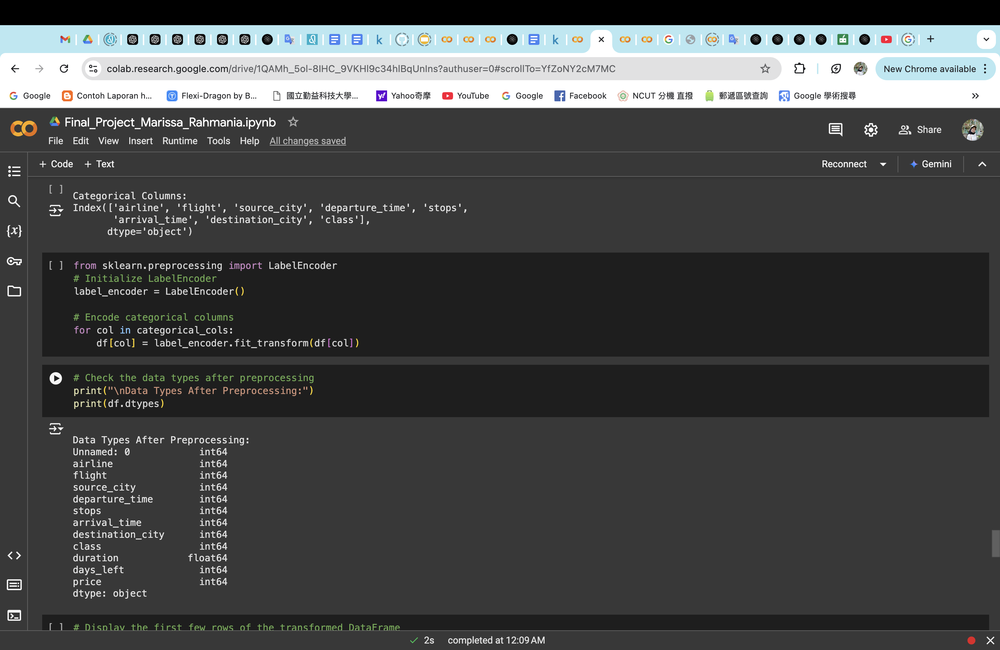 colab.research.google.com/drive/1QAMh_5ol-8lHC_9VKHl9c34hlBqUnIns?authuser=0#scrollTo=YfZoNY2cM7MC
New Chrome available
Google
Contoh Laporan h...
Flexi-Dragon by B...
國立勤益科技大學...
Yahoo奇摩
YouTube
Google
Facebook
NCUT 分機 直撥
郵遞區號查詢
Google 學術搜尋
Final_Project_Marissa_Rahmania.ipynb
File Edit View Insert Runtime Tools Help All changes saved
Share
+ Code + Text
Reconnect
Gemini
[ ]
Categorical Columns:
Index(['airline', 'flight', 'source_city', 'departure_time', 'stops',
'arrival_time', 'destination_city', 'class'],
dtype='object')
[ ] from sklearn.preprocessing import LabelEncoder
# Initialize LabelEncoder
label_encoder = LabelEncoder()
# Encode categorical columns
for col in categorical_cols:
df[col] = label_encoder.fit_transform(df[col])
# Check the data types after preprocessing
print("\nData Types After Preprocessing:")
print(df.dtypes)
Data Types After Preprocessing:
Unnamed: 0 int64
airline int64
flight int64
source_city int64
departure_time int64
stops int64
arrival_time int64
destination_city int64
class int64
duration float64
days_left int64
price int64
dtype: object
[ ] # Display the first few rows of the transformed DataFrame
2s completed at 12:09 AM